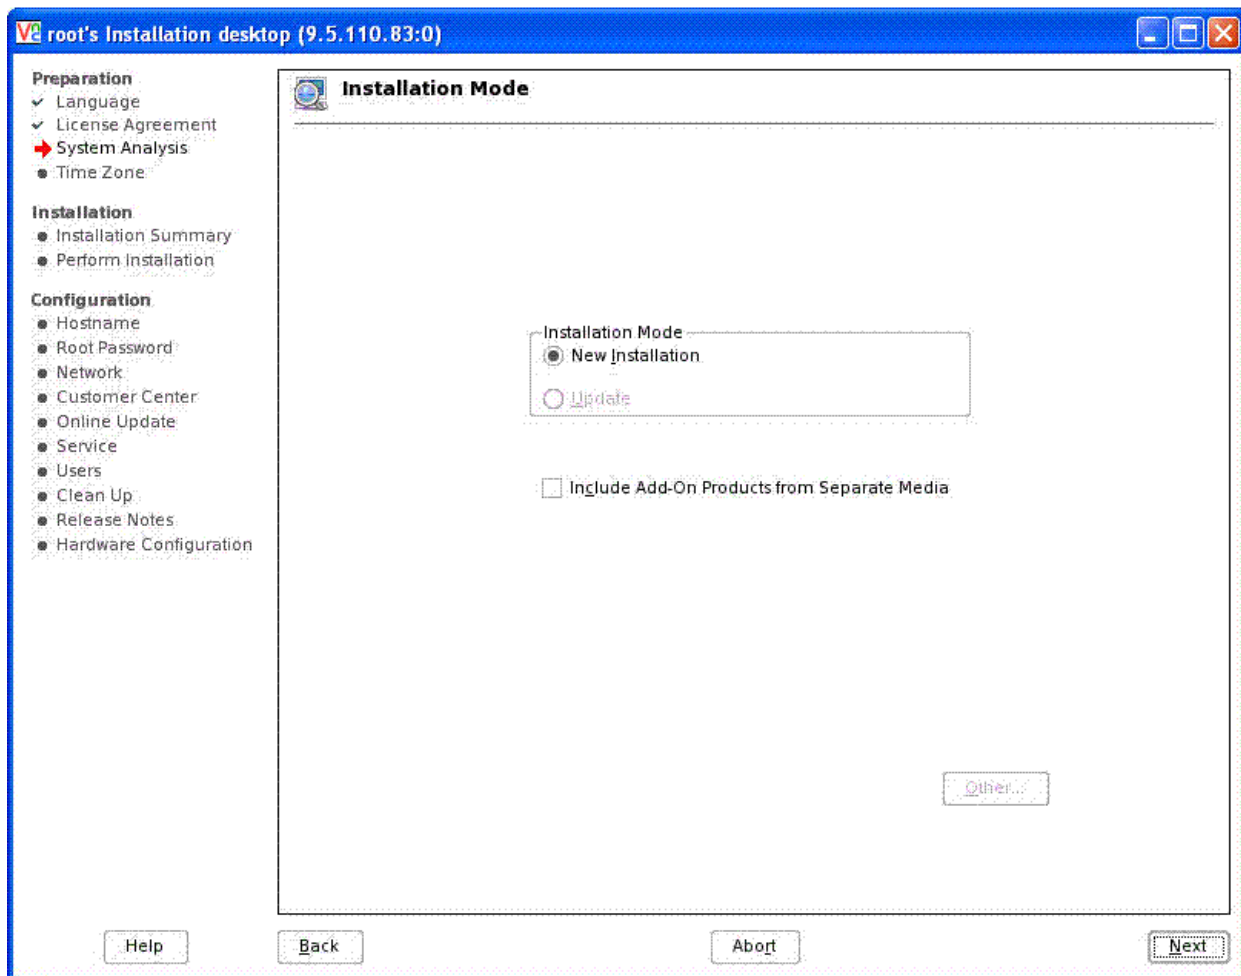 root's Installation desktop (9.5.110.83:0)
Preparation
Language
License Agreement
System Analysis
Time Zone
Installation
Installation Summary
Perform Installation
Configuration
Hostname
Root Password
Network
Customer Center
Online Update
Service
Users
Clean Up
Release Notes
Hardware Configuration
Installation Mode
Installation Mode
New Installation
Update
Include Add-On Products from Separate Media
Other...
Help
Back
Abort
Next